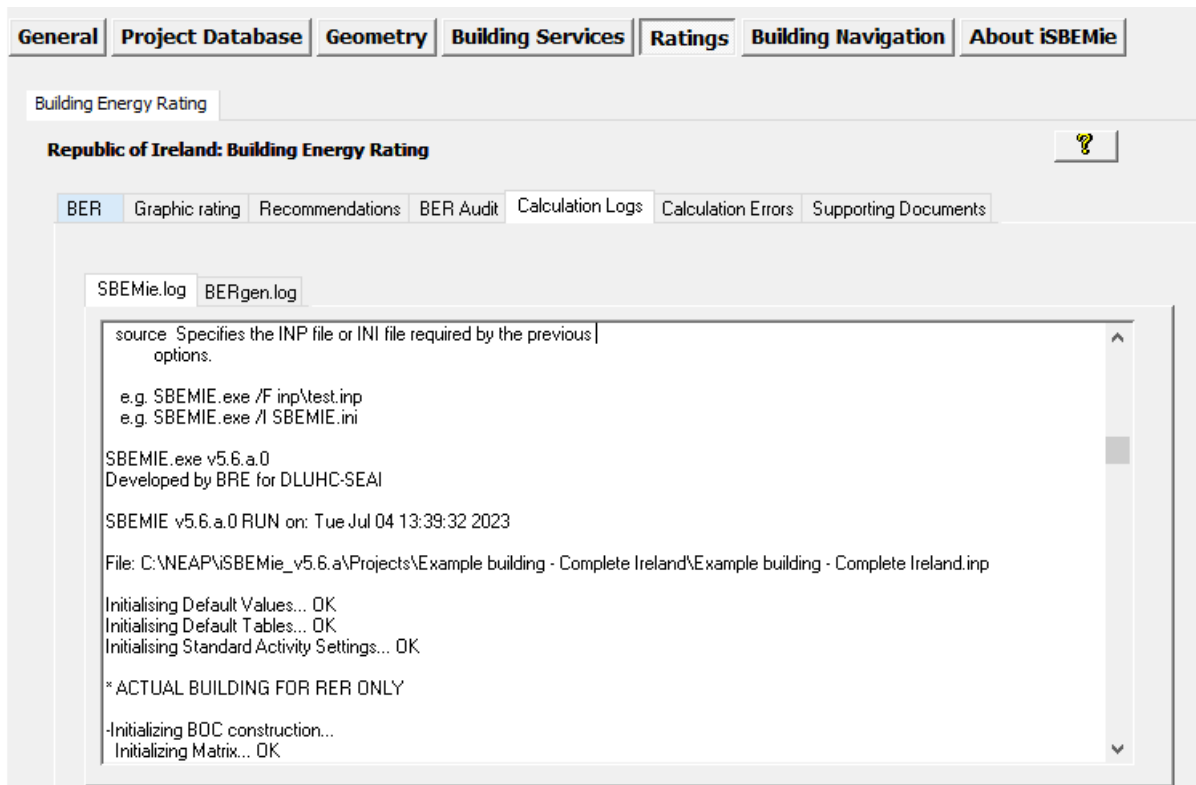 General Project Database Geometry Building Services Ratings Building Navigation About iSBEMie
Building Energy Rating
Republic of Ireland: Building Energy Rating
?
BER Graphic rating Recommendations BER Audit Calculation Logs Calculation Errors Supporting Documents
SBEMie.log BERgen.log
source Specifies the INP file or INI file required by the previous
options.
e.g. SBEMIE.exe /F inp\test.inp
e.g. SBEMIE.exe /I SBEMIE.ini
SBEMIE.exe v5.6.a.0
Developed by BRE for DLUHC-SEAI
SBEMIE v5.6.a.0 RUN on: Tue Jul 04 13:39:32 2023
File: C:\NEAP\iSBEMie_v5.6.a\Projects\Example building - Complete Ireland\Example building - Complete Ireland.inp
Initialising Default Values... OK
Initialising Default Tables... OK
Initialising Standard Activity Settings... OK
* ACTUAL BUILDING FOR RER ONLY
-Initializing BOC construction...
Initializing Matrix... OK